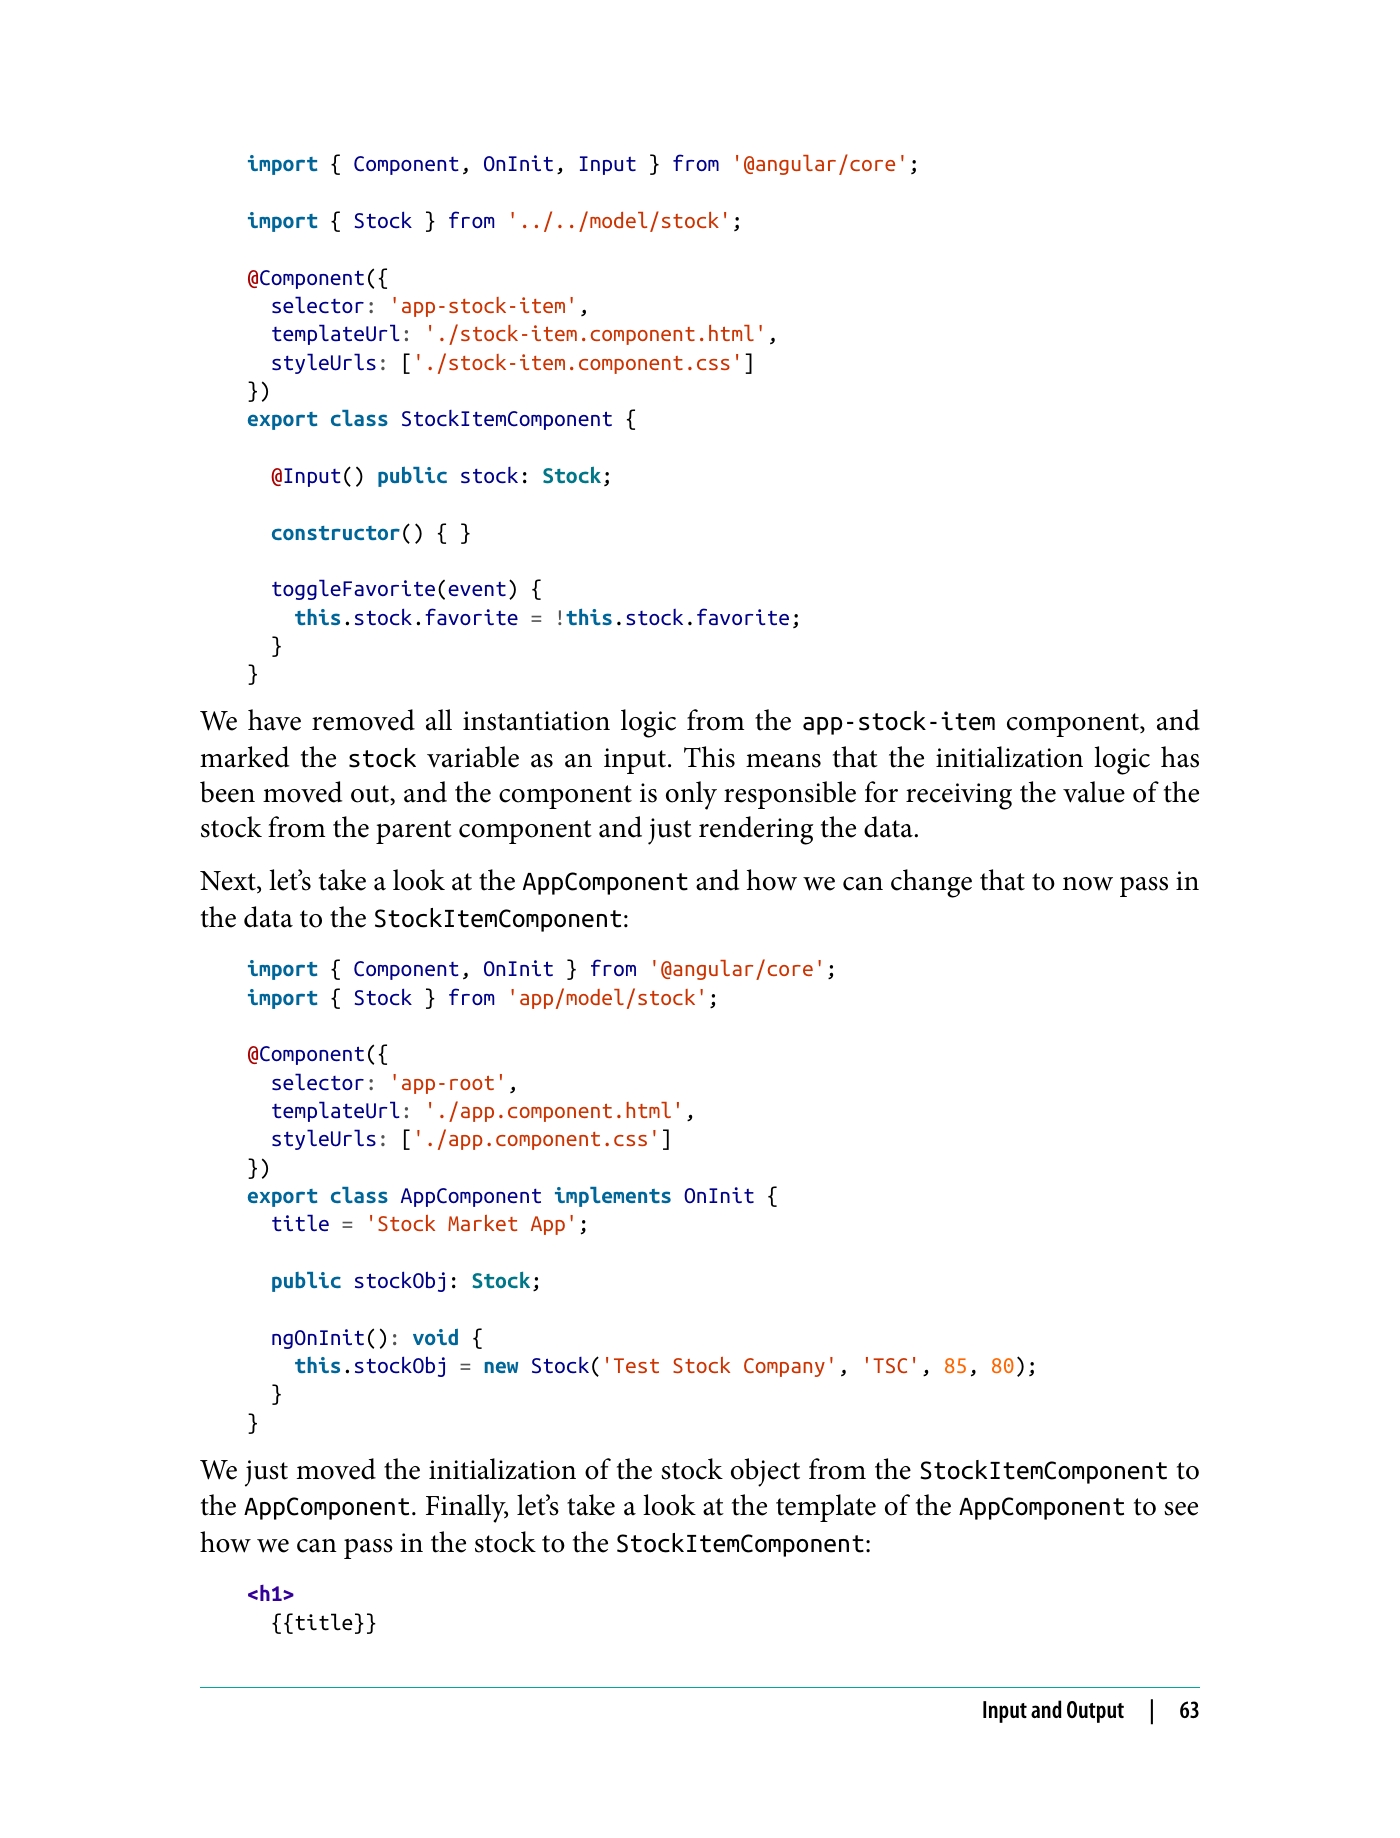 import { Component, OnInit, Input } from '@angular/core';
import { Stock } from '../../model/stock';
@Component({
  selector: 'app-stock-item',
  templateUrl: './stock-item.component.html',
  styleUrls: ['./stock-item.component.css']
})
export class StockItemComponent {
  @Input() public stock: Stock;
  constructor() { }
  toggleFavorite(event) {
    this.stock.favorite = !this.stock.favorite;
  }
}
We have removed all instantiation logic from the app-stock-item component, and
marked the stock variable as an input. This means that the initialization logic has
been moved out, and the component is only responsible for receiving the value of the
stock from the parent component and just rendering the data.
Next, let’s take a look at the AppComponent and how we can change that to now pass in
the data to the StockItemComponent:
import { Component, OnInit } from '@angular/core';
import { Stock } from 'app/model/stock';
@Component({
  selector: 'app-root',
  templateUrl: './app.component.html',
  styleUrls: ['./app.component.css']
})
export class AppComponent implements OnInit {
  title = 'Stock Market App';
  public stockObj: Stock;
  ngOnInit(): void {
    this.stockObj = new Stock('Test Stock Company', 'TSC', 85, 80);
  }
}
We just moved the initialization of the stock object from the StockItemComponent to
the AppComponent. Finally, let’s take a look at the template of the AppComponent to see
how we can pass in the stock to the StockItemComponent:
<h1>
  {{title}}
Input and Output | 63